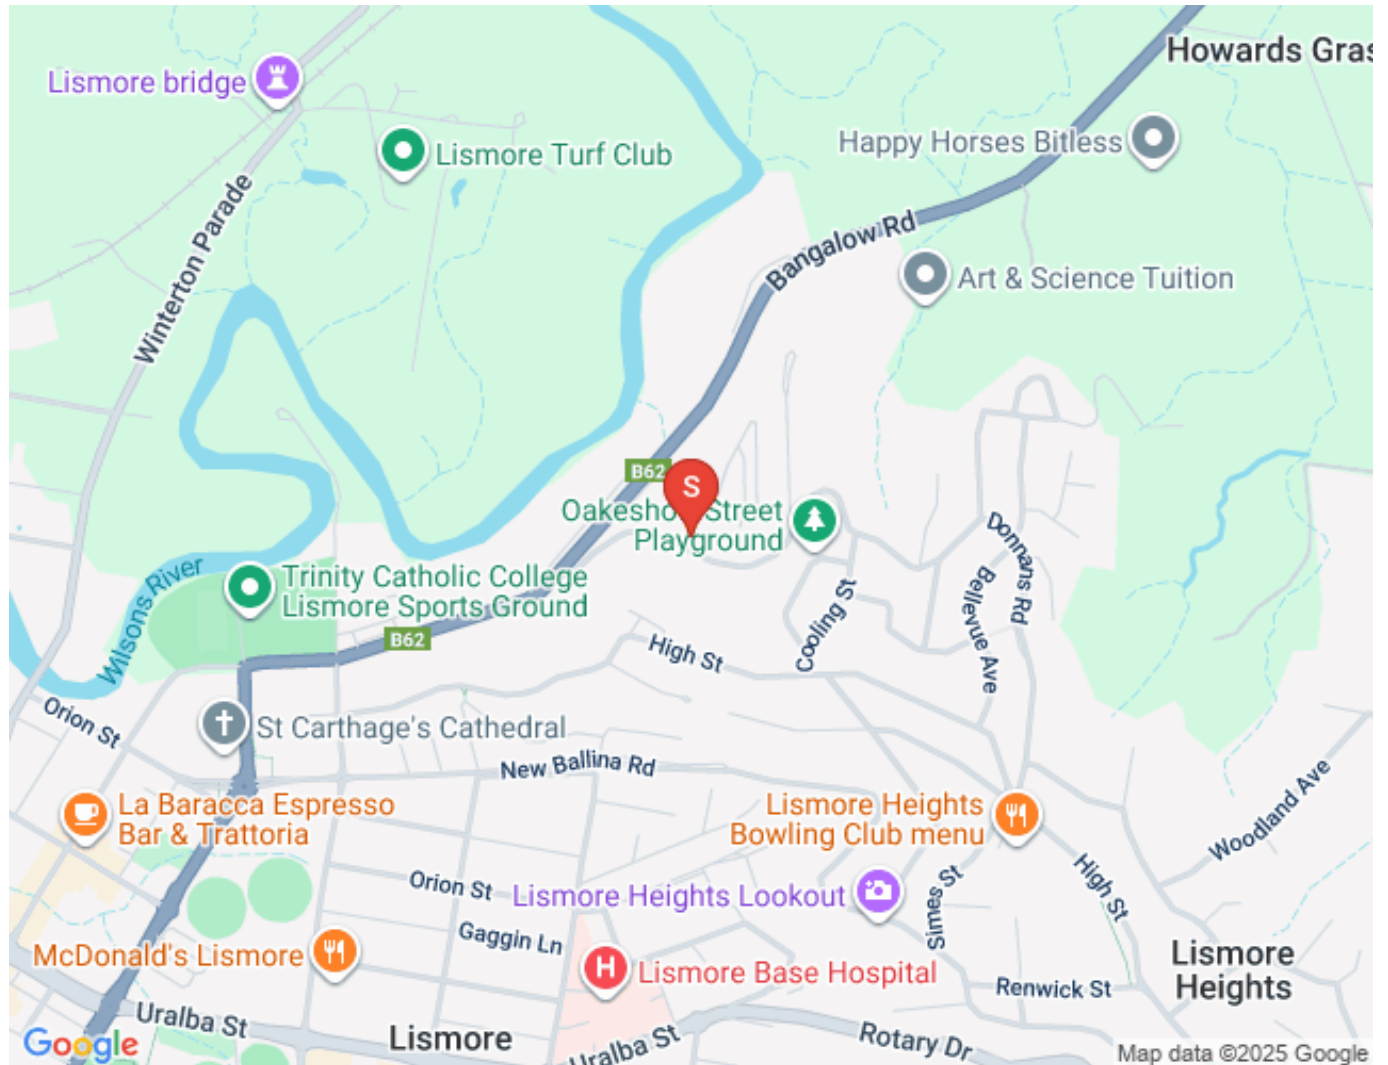 Howards Gras
Lismore bridge
Happy Horses Bitless
Lismore Turf Club
Winterton Parade
Bangalow Rd
Art & Science Tuition
B62
S
Oakesho Street
Playground
Donnans Rd
Bellevue Ave
Trinity Catholic College
Lismore Sports Ground
Wilsons River
B62
Cooling St
High St
Orion St
St Carthage's Cathedral
New Ballina Rd
La Baracca Espresso
Bar & Trattoria
Lismore Heights
Bowling Club menu
Woodland Ave
Orion St
Lismore Heights Lookout
High St
Simes St
Gaggin Ln
McDonald's Lismore
H
Lismore Base Hospital
Lismore
Heights
Renwick St
Uralba St
Lismore
Uralba St
Rotary Dr
Google
Map data ©2025 Google